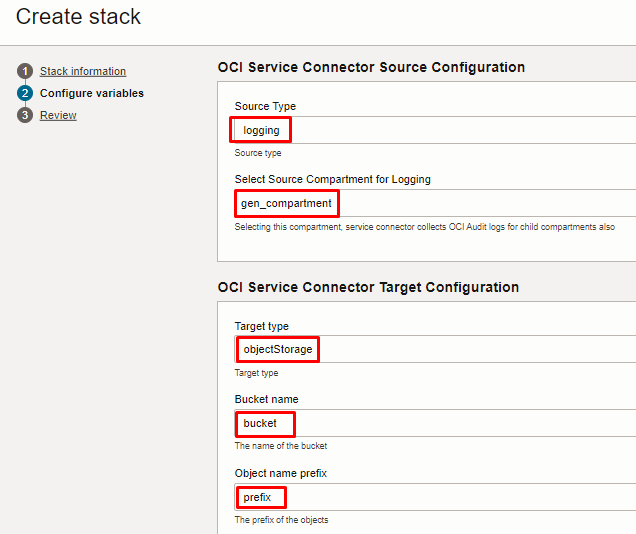 Create stack
1 Stack information
2 Configure variables
3 Review
OCI Service Connector Source Configuration
Source Type
logging
Source type
Select Source Compartment for Logging
gen_compartment
Selecting this compartment, service connector collects OCI Audit logs for child compartments also
OCI Service Connector Target Configuration
Target type
objectStorage
Target type
Bucket name
bucket
The name of the bucket
Object name prefix
prefix
The prefix of the objects